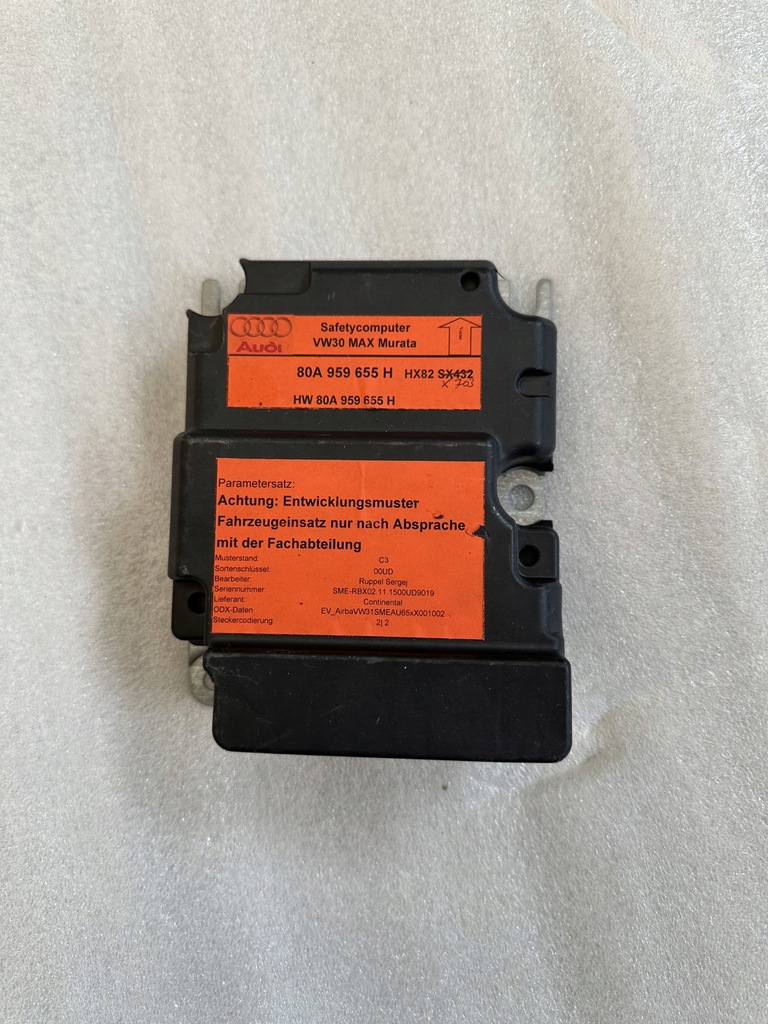 Audi
Safetycomputer
VW30 MAX Murata
80A 959 655 H HX82 SX432
X 703
HW 80A 959 655 H
Parametersatz:
Achtung: Entwicklungsmuster
Fahrzeugeinsatz nur nach Absprache
mit der Fachabteilung
Musterstand: C3
Sortenschlüssel: 00UD
Bearbeiter: Ruppel Sergej
Seriennummer: SME-RBX02.11.1500UD9019
Lieferant: Continental
ODX-Daten EV_AirbaVW31SMEAU65xX001002
Steckercodierung: 2| 2